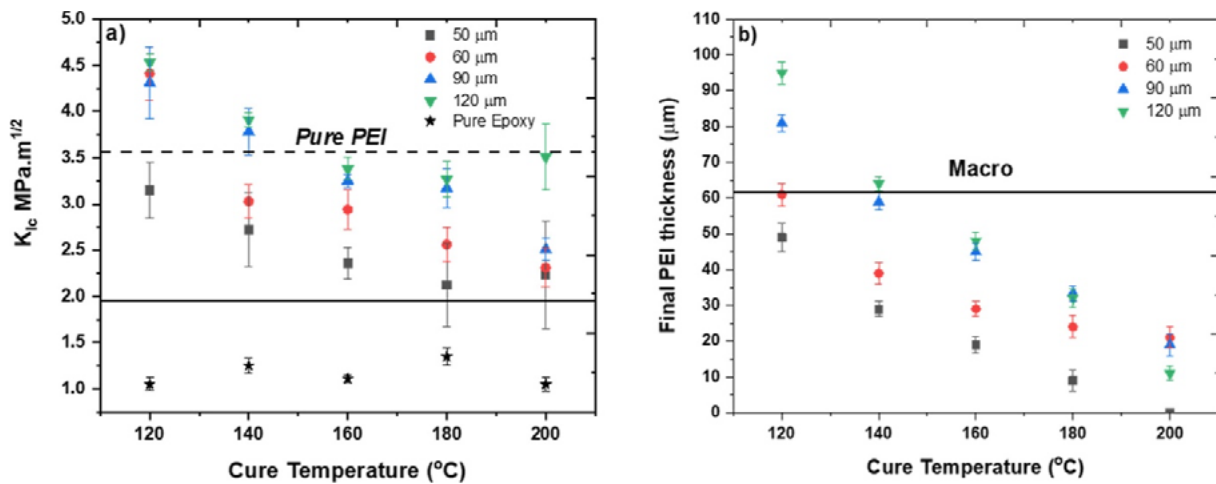 a)
K_Ic MPa.m^1/2
5.0
4.5
4.0
3.5
3.0
2.5
2.0
1.5
1.0
50 μm
60 μm
90 μm
120 μm
Pure Epoxy
Pure PEI
120 140 160 180 200
Cure Temperature (°C)
b)
Final PEI thickness (μm)
110
100
90
80
70
60
50
40
30
20
10
0
50 μm
60 μm
90 μm
120 μm
Macro
120 140 160 180 200
Cure Temperature (°C)